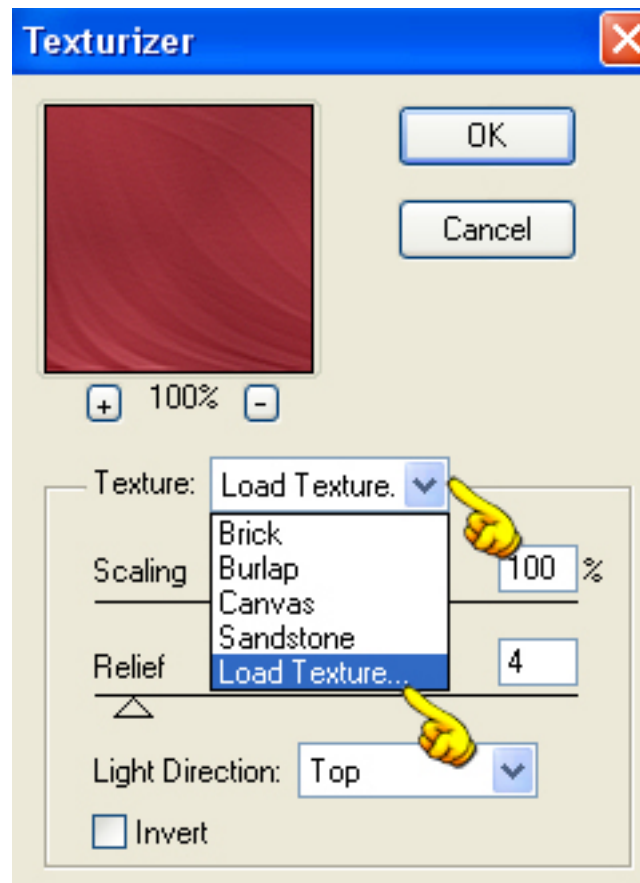 Texturizer
OK
Cancel
+ 100% -
Texture: Load Texture.
Brick
Burlap
Canvas
Sandstone
Load Texture...
Scaling 100 %
Relief 4
Light Direction: Top
Invert